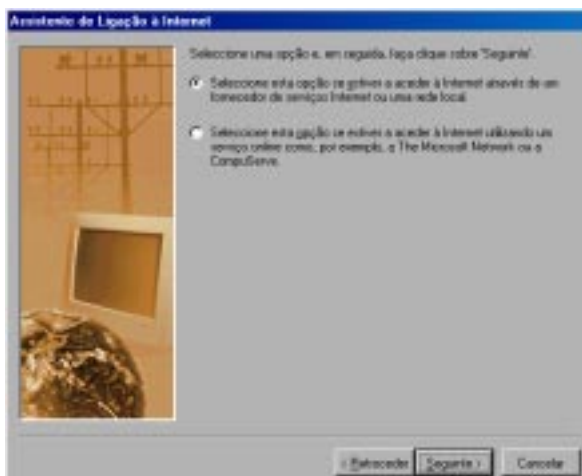 Assistente de Ligação à Internet
Seleccione uma opção e, em seguida, faça clique sobre 'Seguinte'.
Seleccione esta opção se estiver a aceder à Internet através de um
fornecedor de serviços Internet ou uma rede local.
Seleccione esta opção se estiver a aceder à Internet utilizando um
serviço online como, por exemplo, a The Microsoft Network ou a
CompuServe.
< Retroceder
Seguinte >
Cancelar